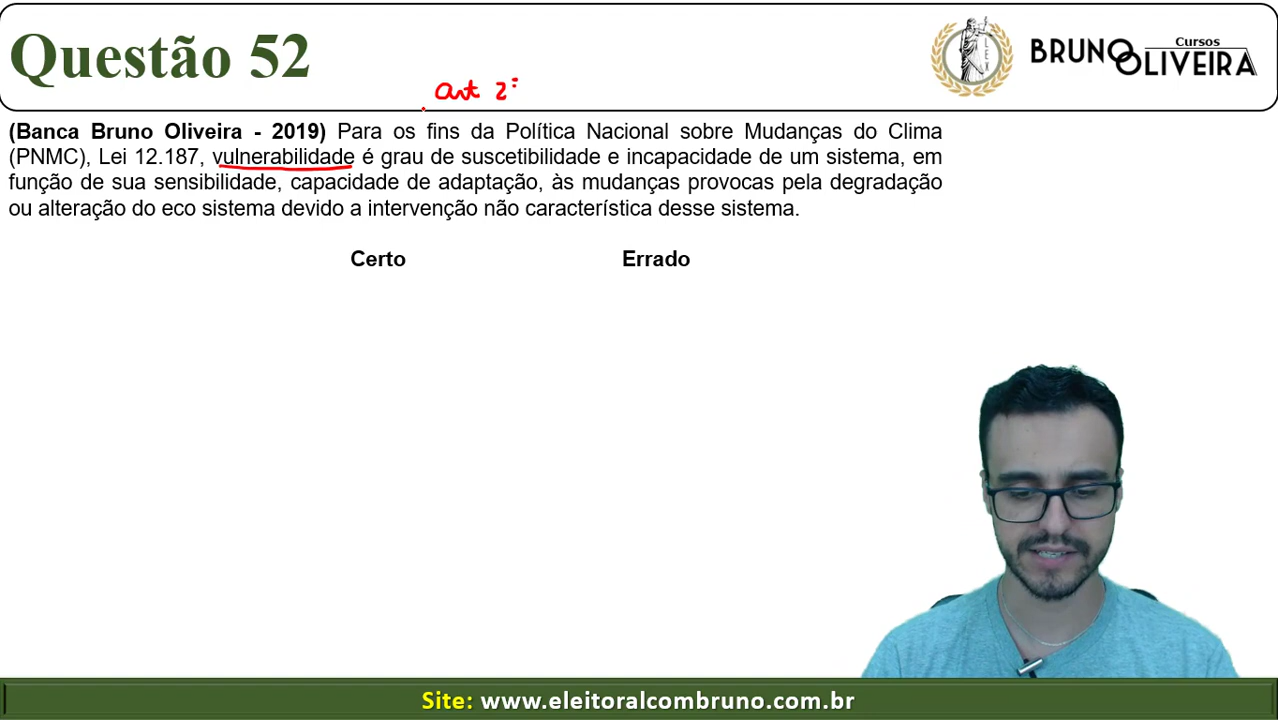 Questão 52
Cursos
BRUNO
OLIVEIRA
art 2º
(Banca Bruno Oliveira - 2019) Para os fins da Política Nacional sobre Mudanças do Clima
(PNMC), Lei 12.187, vulnerabilidade é grau de suscetibilidade e incapacidade de um sistema, em
função de sua sensibilidade, capacidade de adaptação, às mudanças provocas pela degradação
ou alteração do eco sistema devido a intervenção não característica desse sistema.
Certo Errado
Site: www.eleitoralcombruno.com.br